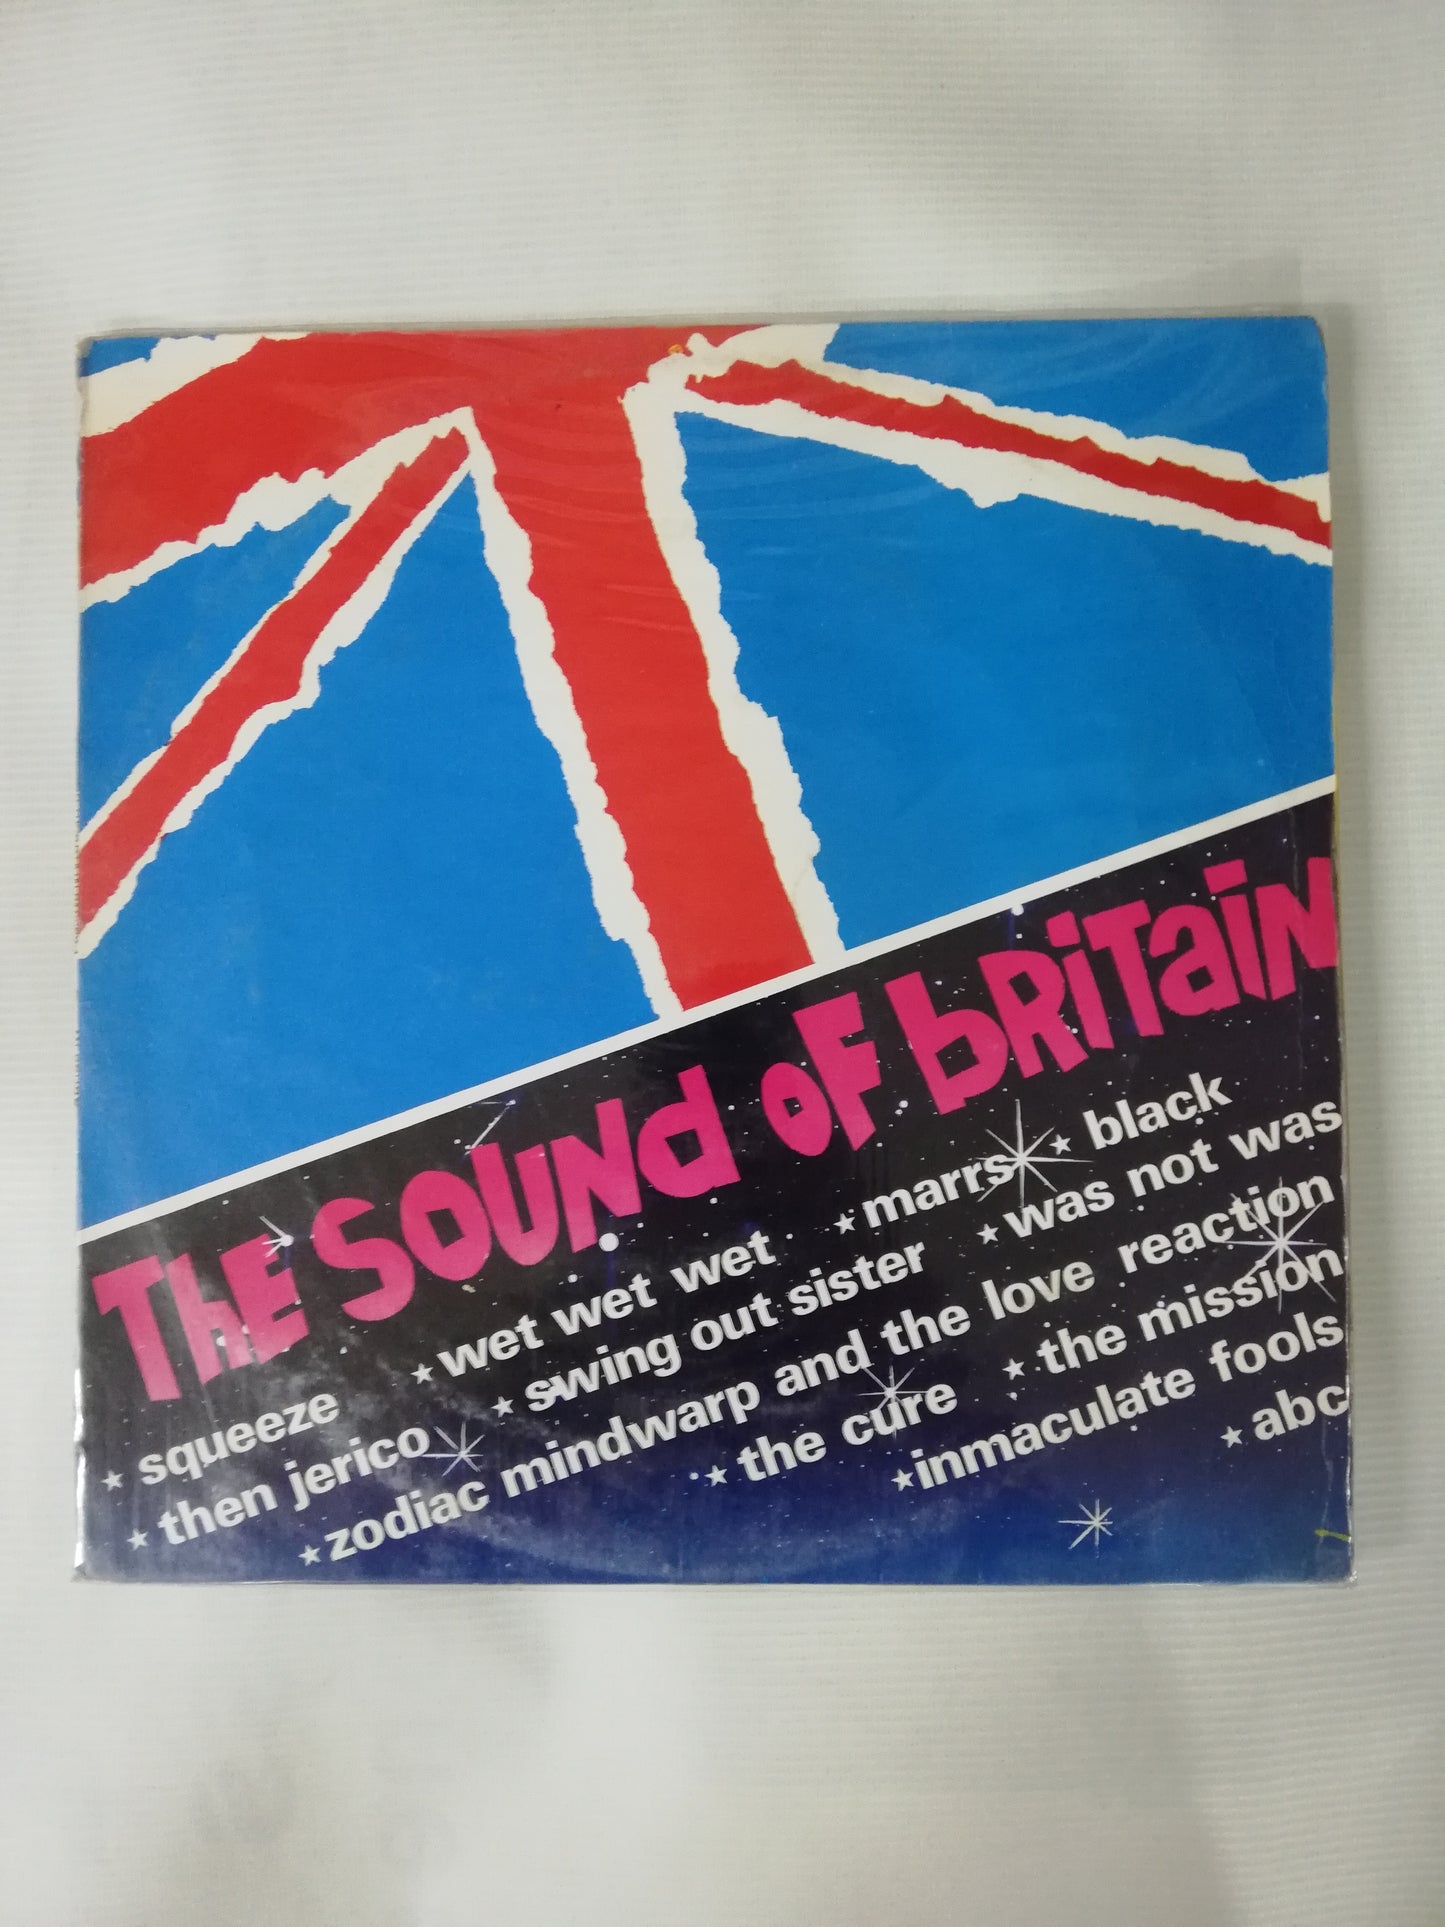 The Sound of Britain
★ squeeze ★ wet wet wet ★ marrs ★ black
★ then jerico ★ swing out sister ★ was not was
★ zodiac mindwarp and the love reaction
★ the cure ★ the mission
★ inmaculate fools
★ abc